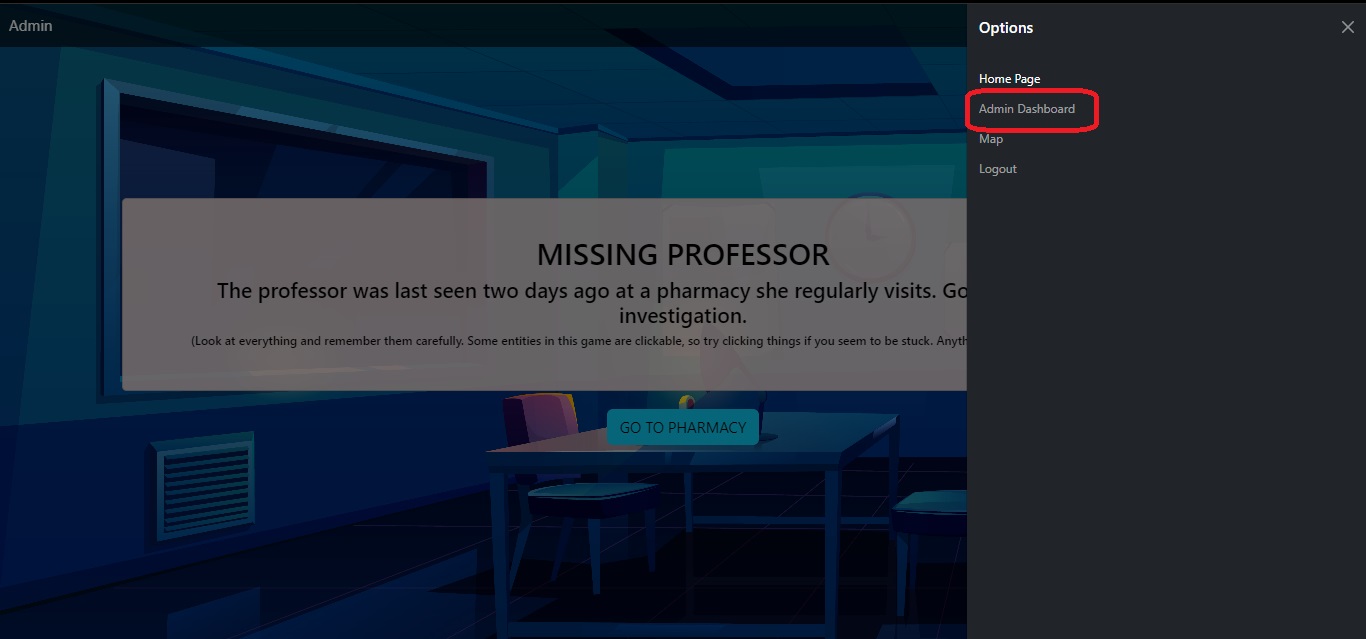 Admin
Options
Home Page
Admin Dashboard
Map
Logout
MISSING PROFESSOR
The professor was last seen two days ago at a pharmacy she regularly visits. Go
investigation.
(Look at everything and remember them carefully. Some entities in this game are clickable, so try clicking things if you seem to be stuck. Anyth
GO TO PHARMACY